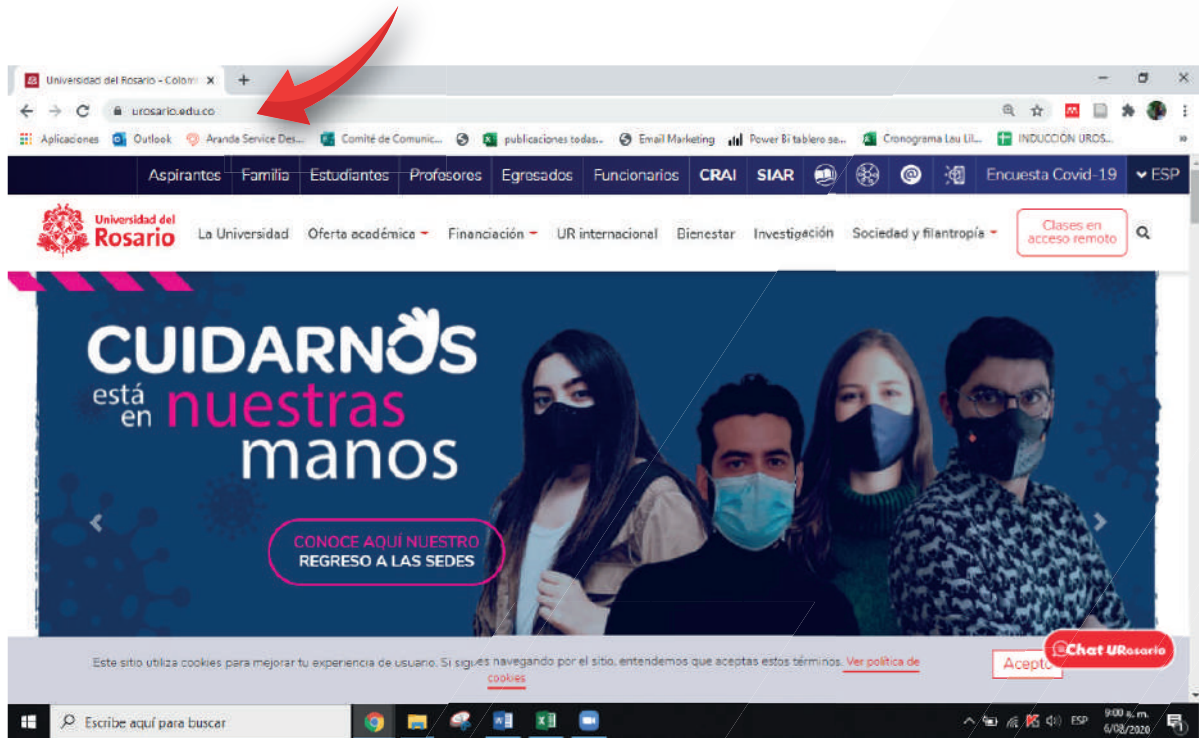 Universidad del Rosario - Colom
urosario.edu.co
Aplicaciones Outlook Aranda Service Des... Comité de Comunic... publicaciones todas... Email Marketing Power Bi tablero se... Cronograma Lau Lil... INDUCCIÓN UROS...
Aspirantes Familia Estudiantes Profesores Egresados Funcionarios CRAI SIAR @ Encuesta Covid-19 ESP
Universidad del
Rosario
La Universidad Oferta académica Financiación UR internacional Bienestar Investigación Sociedad y filantropía
Clases en
acceso remoto
CUIDARNOS
está
en nuestras
manos
CONOCE AQUÍ NUESTRO
REGRESO A LAS SEDES
Este sitio utiliza cookies para mejorar tu experiencia de usuario. Si sigues navegando por el sitio, entendemos que aceptas estos términos. Ver política de
cookies
Acepto
Chat URosario
Escribe aquí para buscar
ESP
9:00 a. m.
6/08/2020